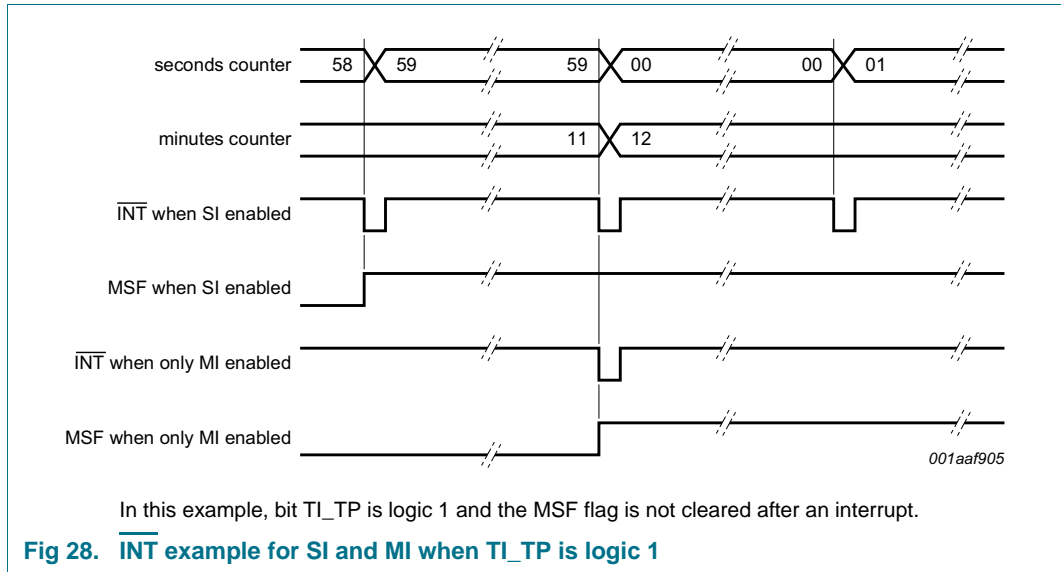 seconds counter 58 59 59 00 00 01
minutes counter 11 12
INT when SI enabled
MSF when SI enabled
INT when only MI enabled
MSF when only MI enabled
001aaf905
In this example, bit TI_TP is logic 1 and the MSF flag is not cleared after an interrupt.
Fig 28. INT example for SI and MI when TI_TP is logic 1